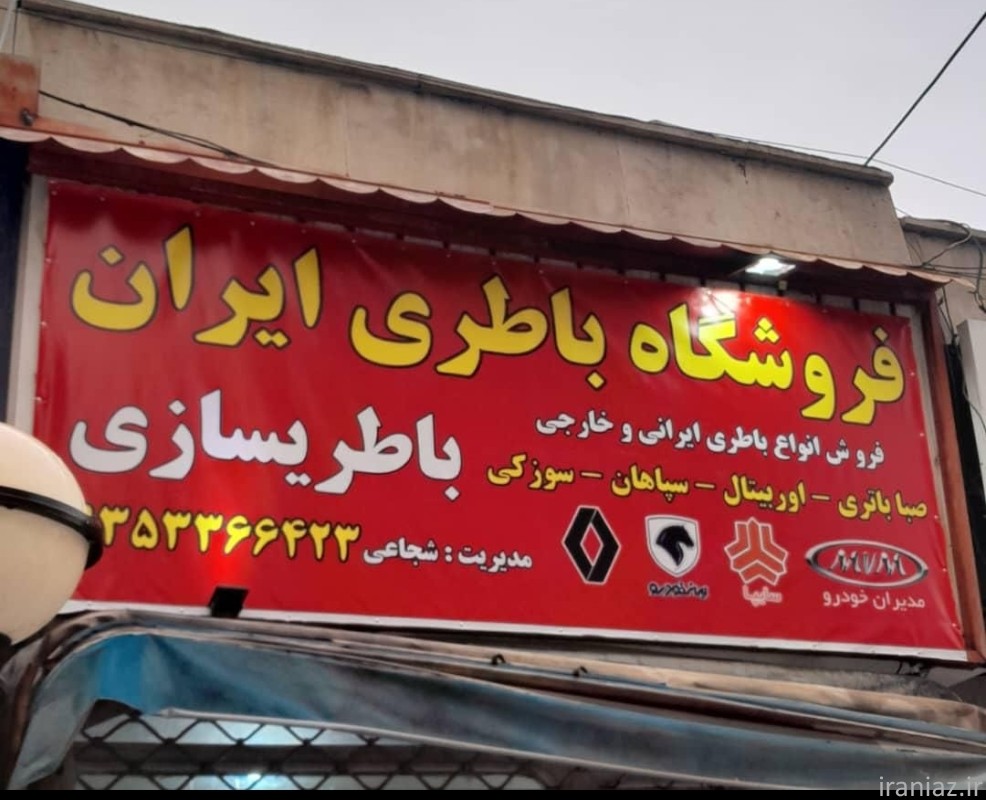 فروشگاه باطری ایران
فروش انواع باطری ایرانی و خارجی
باطریسازی
صبا باتری – اوربیتال – سپاهان – سوزکی
MVM
مدیران خودرو
سایپا
ایران‌خودرو
مدیریت : شجاعی
۳۵۳۳۶۶۴۲۳
iraniaz.ir